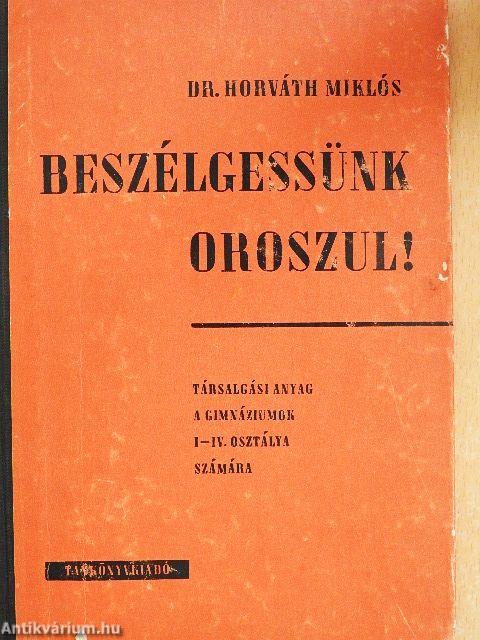 DR. HORVÁTH MIKLÓS
BESZÉLGESSÜNK
OROSZUL!
TÁRSALGÁSI ANYAG
A GIMNÁZIUMOK
I—IV. OSZTÁLYA
SZÁMÁRA
TANKÖNYVKIADÓ
Antikvárium.hu